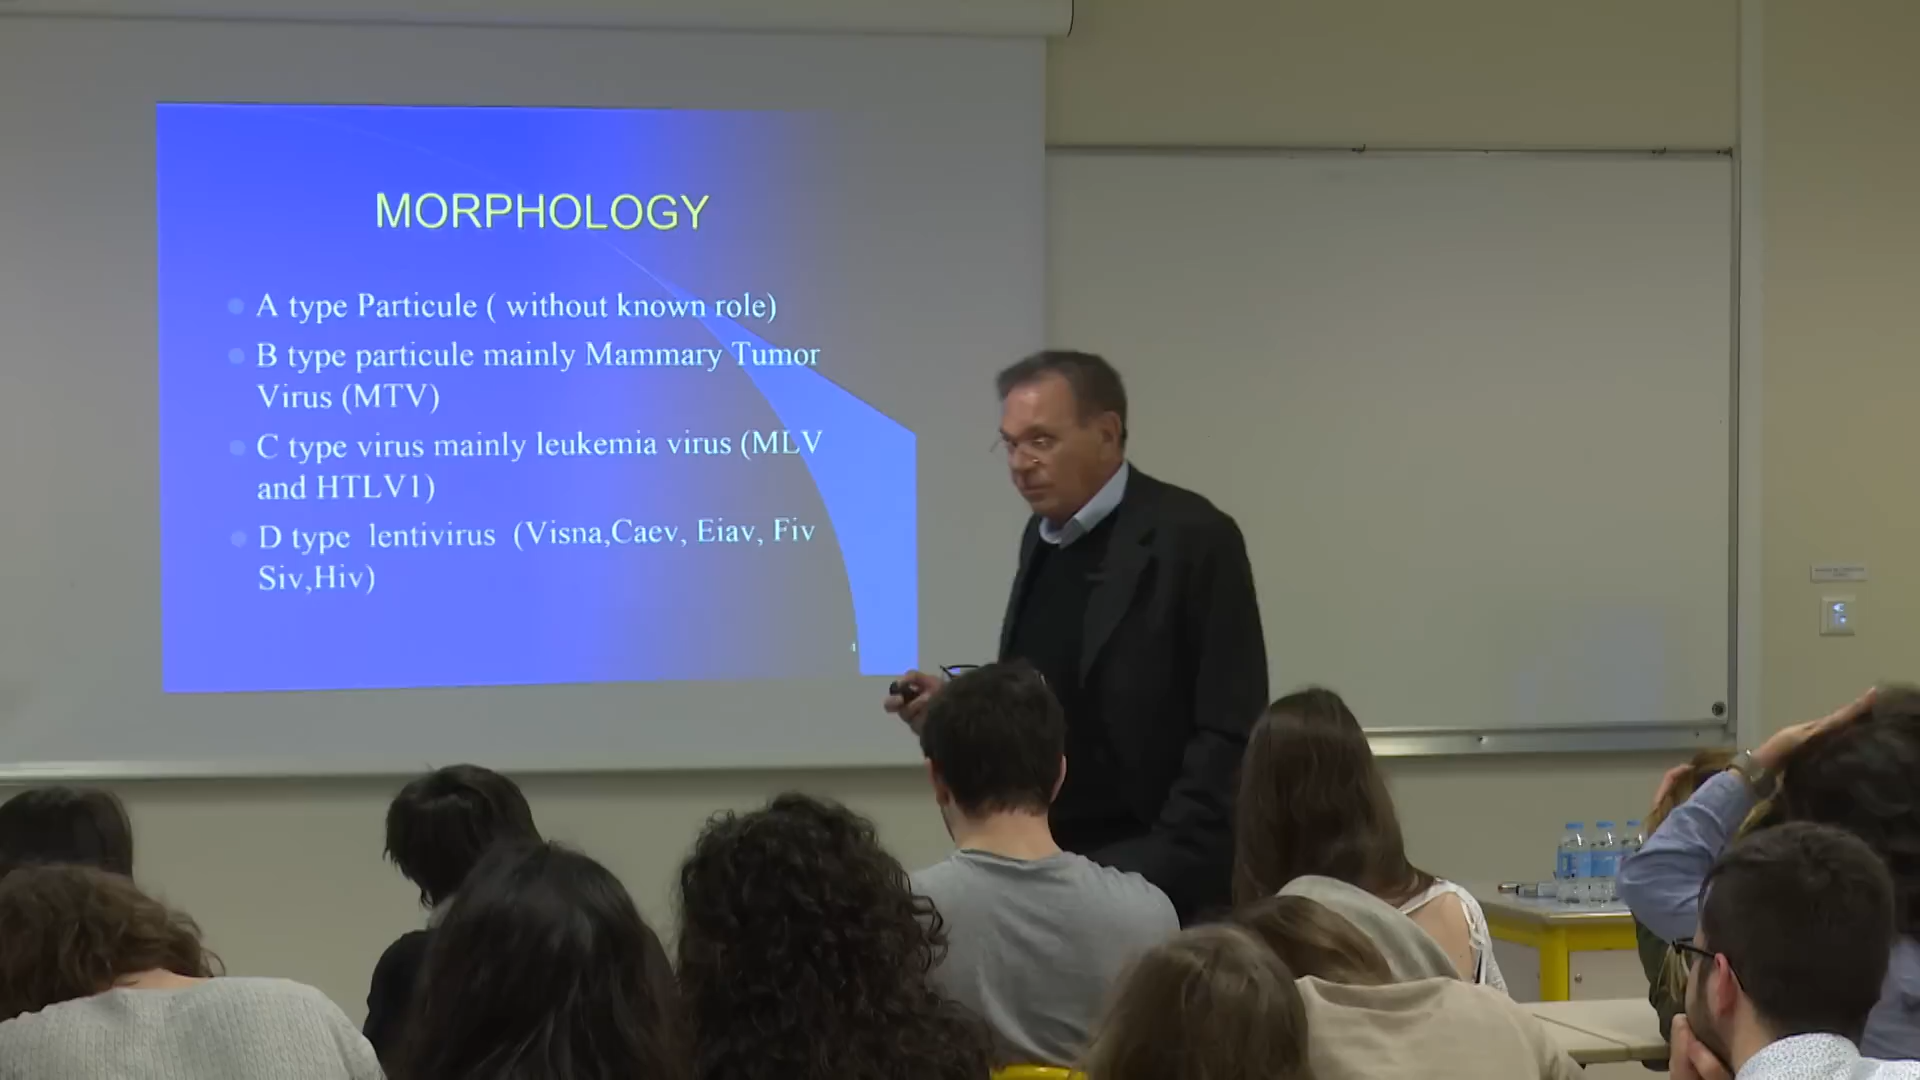 MORPHOLOGY
A type Particule ( without known role)
B type particule mainly Mammary Tumor
Virus (MTV)
C type virus mainly leukemia virus (MLV
and HTLV1)
D type lentivirus (Visna,Caev, Eiav, Fiv
Siv,Hiv)
4